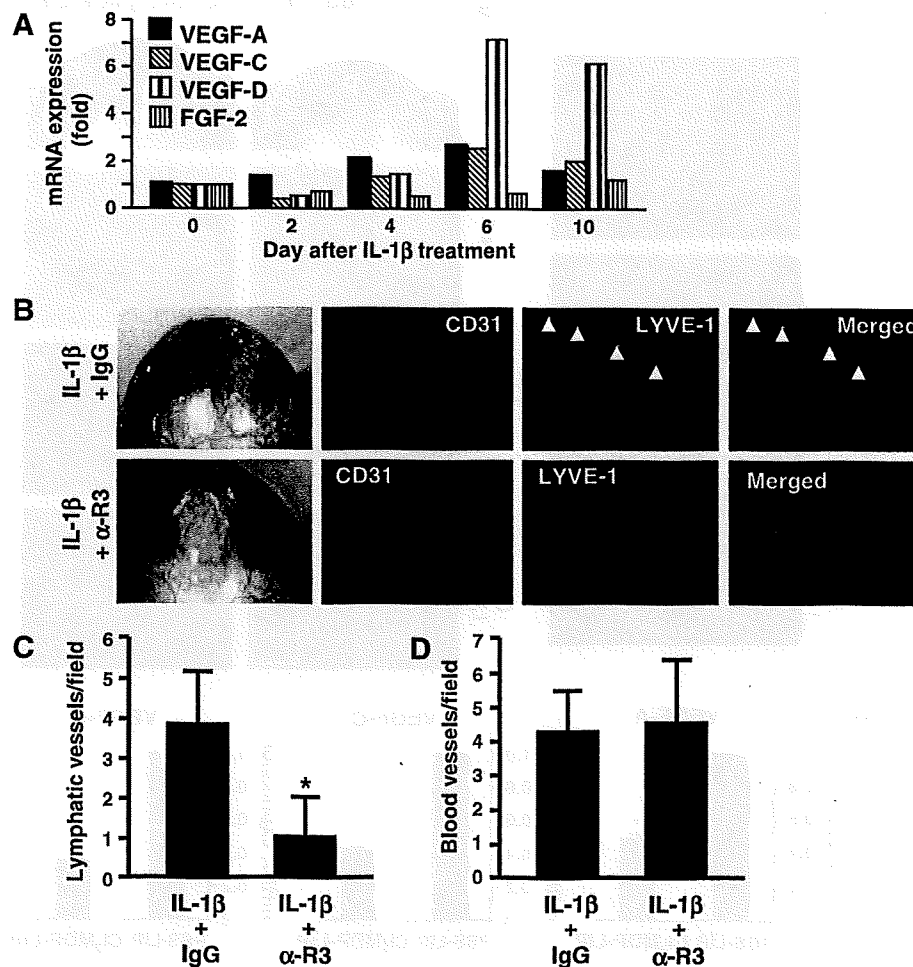 A
8
6
4
2
0
mRNA expression
(fold)
VEGF-A
VEGF-C
VEGF-D
FGF-2
0 2 4 6 10
Day after IL-1β treatment
B
IL-1β
+ IgG
CD31
LYVE-1
Merged
IL-1β
+ α-R3
CD31
LYVE-1
Merged
C
Lymphatic vessels/field
6
5
4
3
2
1
0
*
IL-1β
+
IgG
IL-1β
+
α-R3
D
Blood vessels/field
7
6
5
4
3
2
1
0
IL-1β
+
IgG
IL-1β
+
α-R3